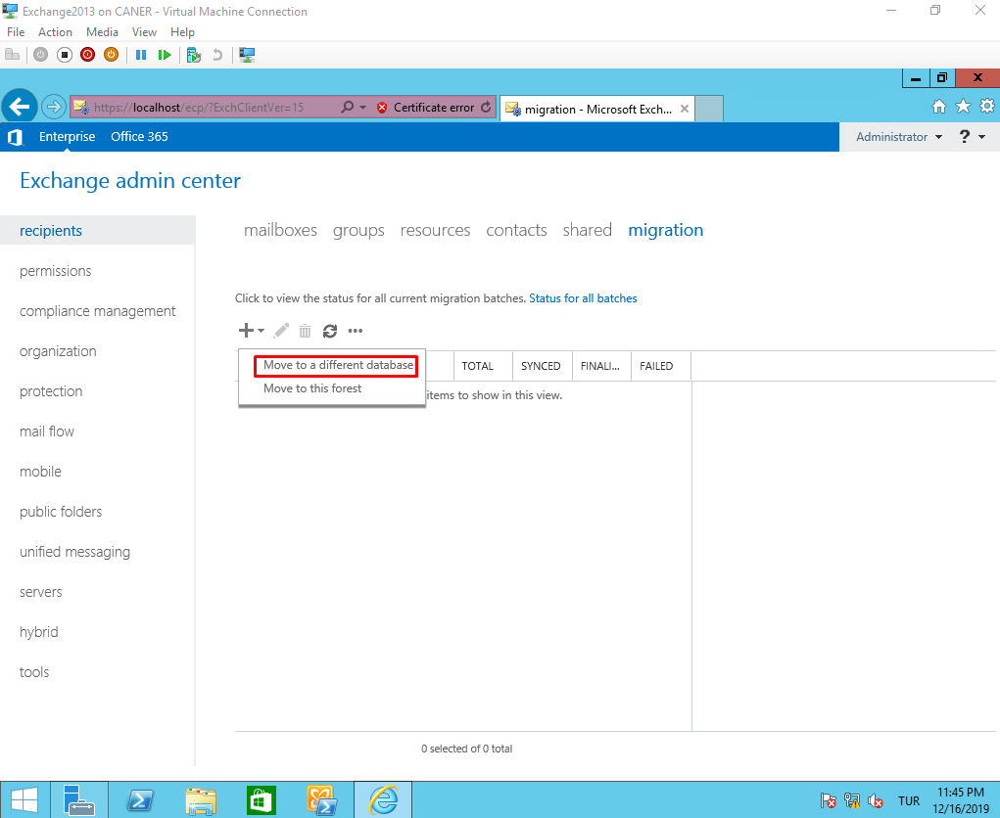 Exchange2013 on CANER - Virtual Machine Connection
File Action Media View Help
https://localhost/ecp/?ExchClientVer=15 Certificate error migration - Microsoft Exch...
Enterprise Office 365 Administrator ?
Exchange admin center
recipients
permissions
compliance management
organization
protection
mail flow
mobile
public folders
unified messaging
servers
hybrid
tools
mailboxes groups resources contacts shared migration
Click to view the status for all current migration batches. Status for all batches
Move to a different database
Move to this forest
TOTAL SYNCED FINALI... FAILED
items to show in this view.
0 selected of 0 total
TUR
11:45 PM
12/16/2019